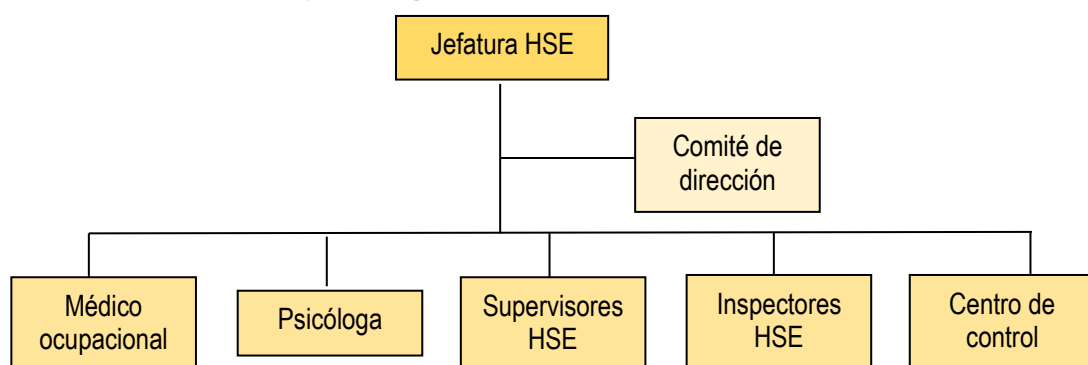 Jefatura HSE
Comité de
dirección
Médico
ocupacional
Psicóloga
Supervisores
HSE
Inspectores
HSE
Centro de
control